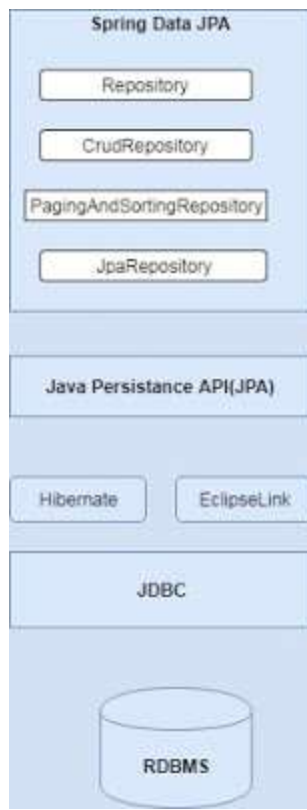 Spring Data JPA
Repository
CrudRepository
PagingAndSortingRepository
JpaRepository
Java Persistance API(JPA)
Hibernate
EclipseLink
JDBC
RDBMS